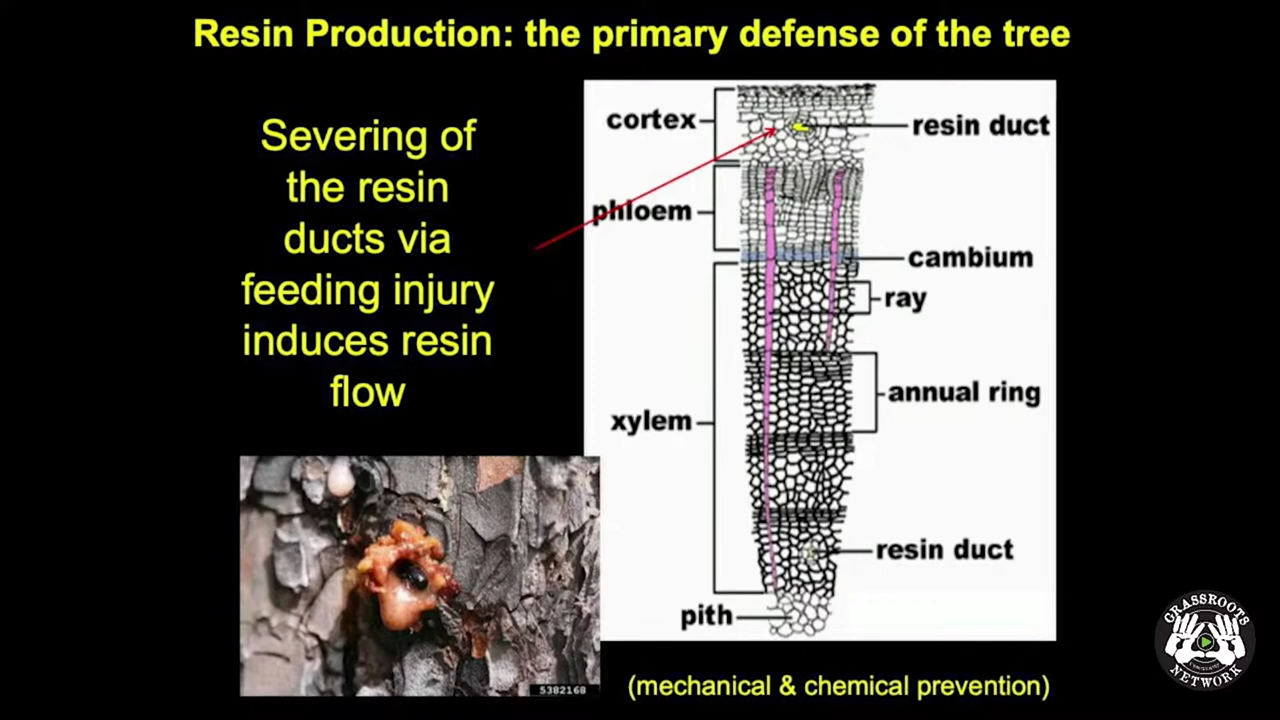 Resin Production: the primary defense of the tree
Severing of
the resin
ducts via
feeding injury
induces resin
flow
cortex
resin duct
phloem
cambium
ray
annual ring
xylem
resin duct
pith
5382168
(mechanical & chemical prevention)
GRASSROOTS
NETWORK